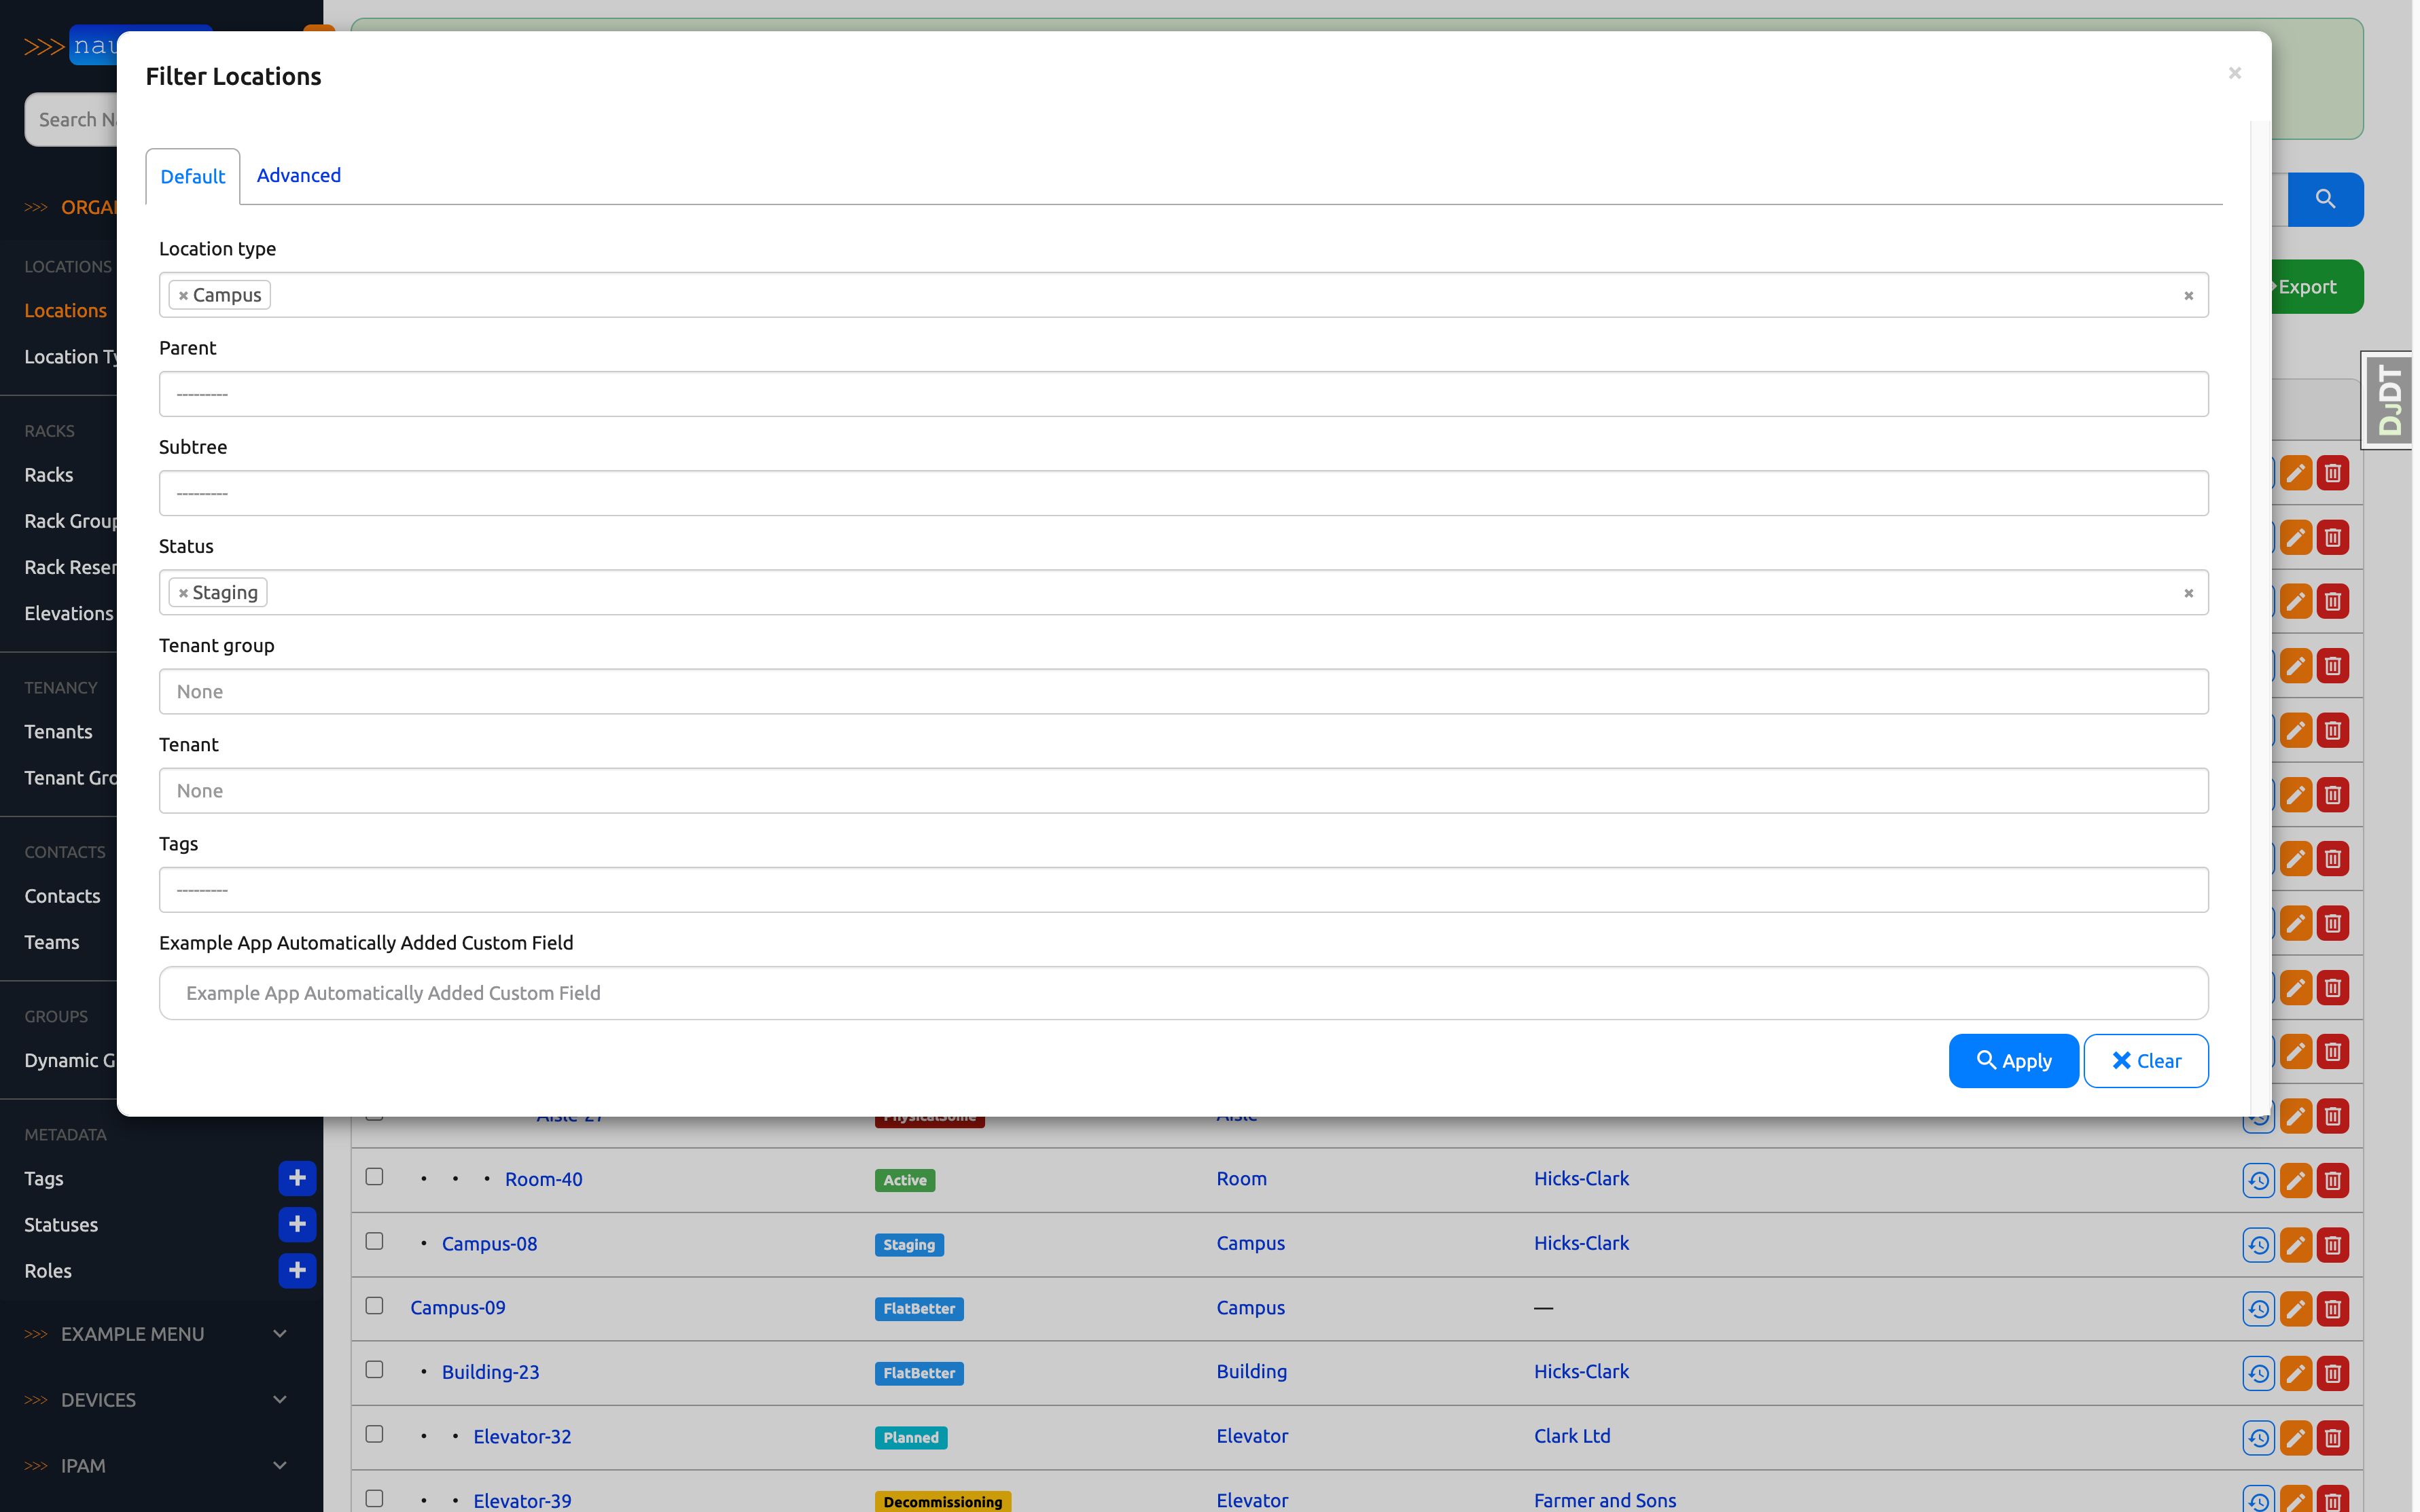 >>> nau
Filter Locations
×
Search N
Default
Advanced
>>> ORGA
LOCATIONS
Location type
× Campus
×
Export
Locations
Parent
Location Ty
---------
DJDT
RACKS
Subtree
Racks
---------
Rack Group
Status
Rack Reser
× Staging
×
Elevations
Tenant group
TENANCY
None
Tenants
Tenant
Tenant Gro
None
CONTACTS
Tags
Contacts
---------
Teams
Example App Automatically Added Custom Field
Example App Automatically Added Custom Field
GROUPS
Dynamic G
Apply
Clear
Aisle-27
PhysicalSome
Aisle
METADATA
Tags
• • • Room-40
Active
Room
Hicks-Clark
Statuses
• Campus-08
Staging
Campus
Hicks-Clark
Roles
Campus-09
FlatBetter
Campus
—
>>> EXAMPLE MENU
• Building-23
FlatBetter
Building
Hicks-Clark
>>> DEVICES
• • Elevator-32
Planned
Elevator
Clark Ltd
>>> IPAM
• • Elevator-39
Decommissioning
Elevator
Farmer and Sons